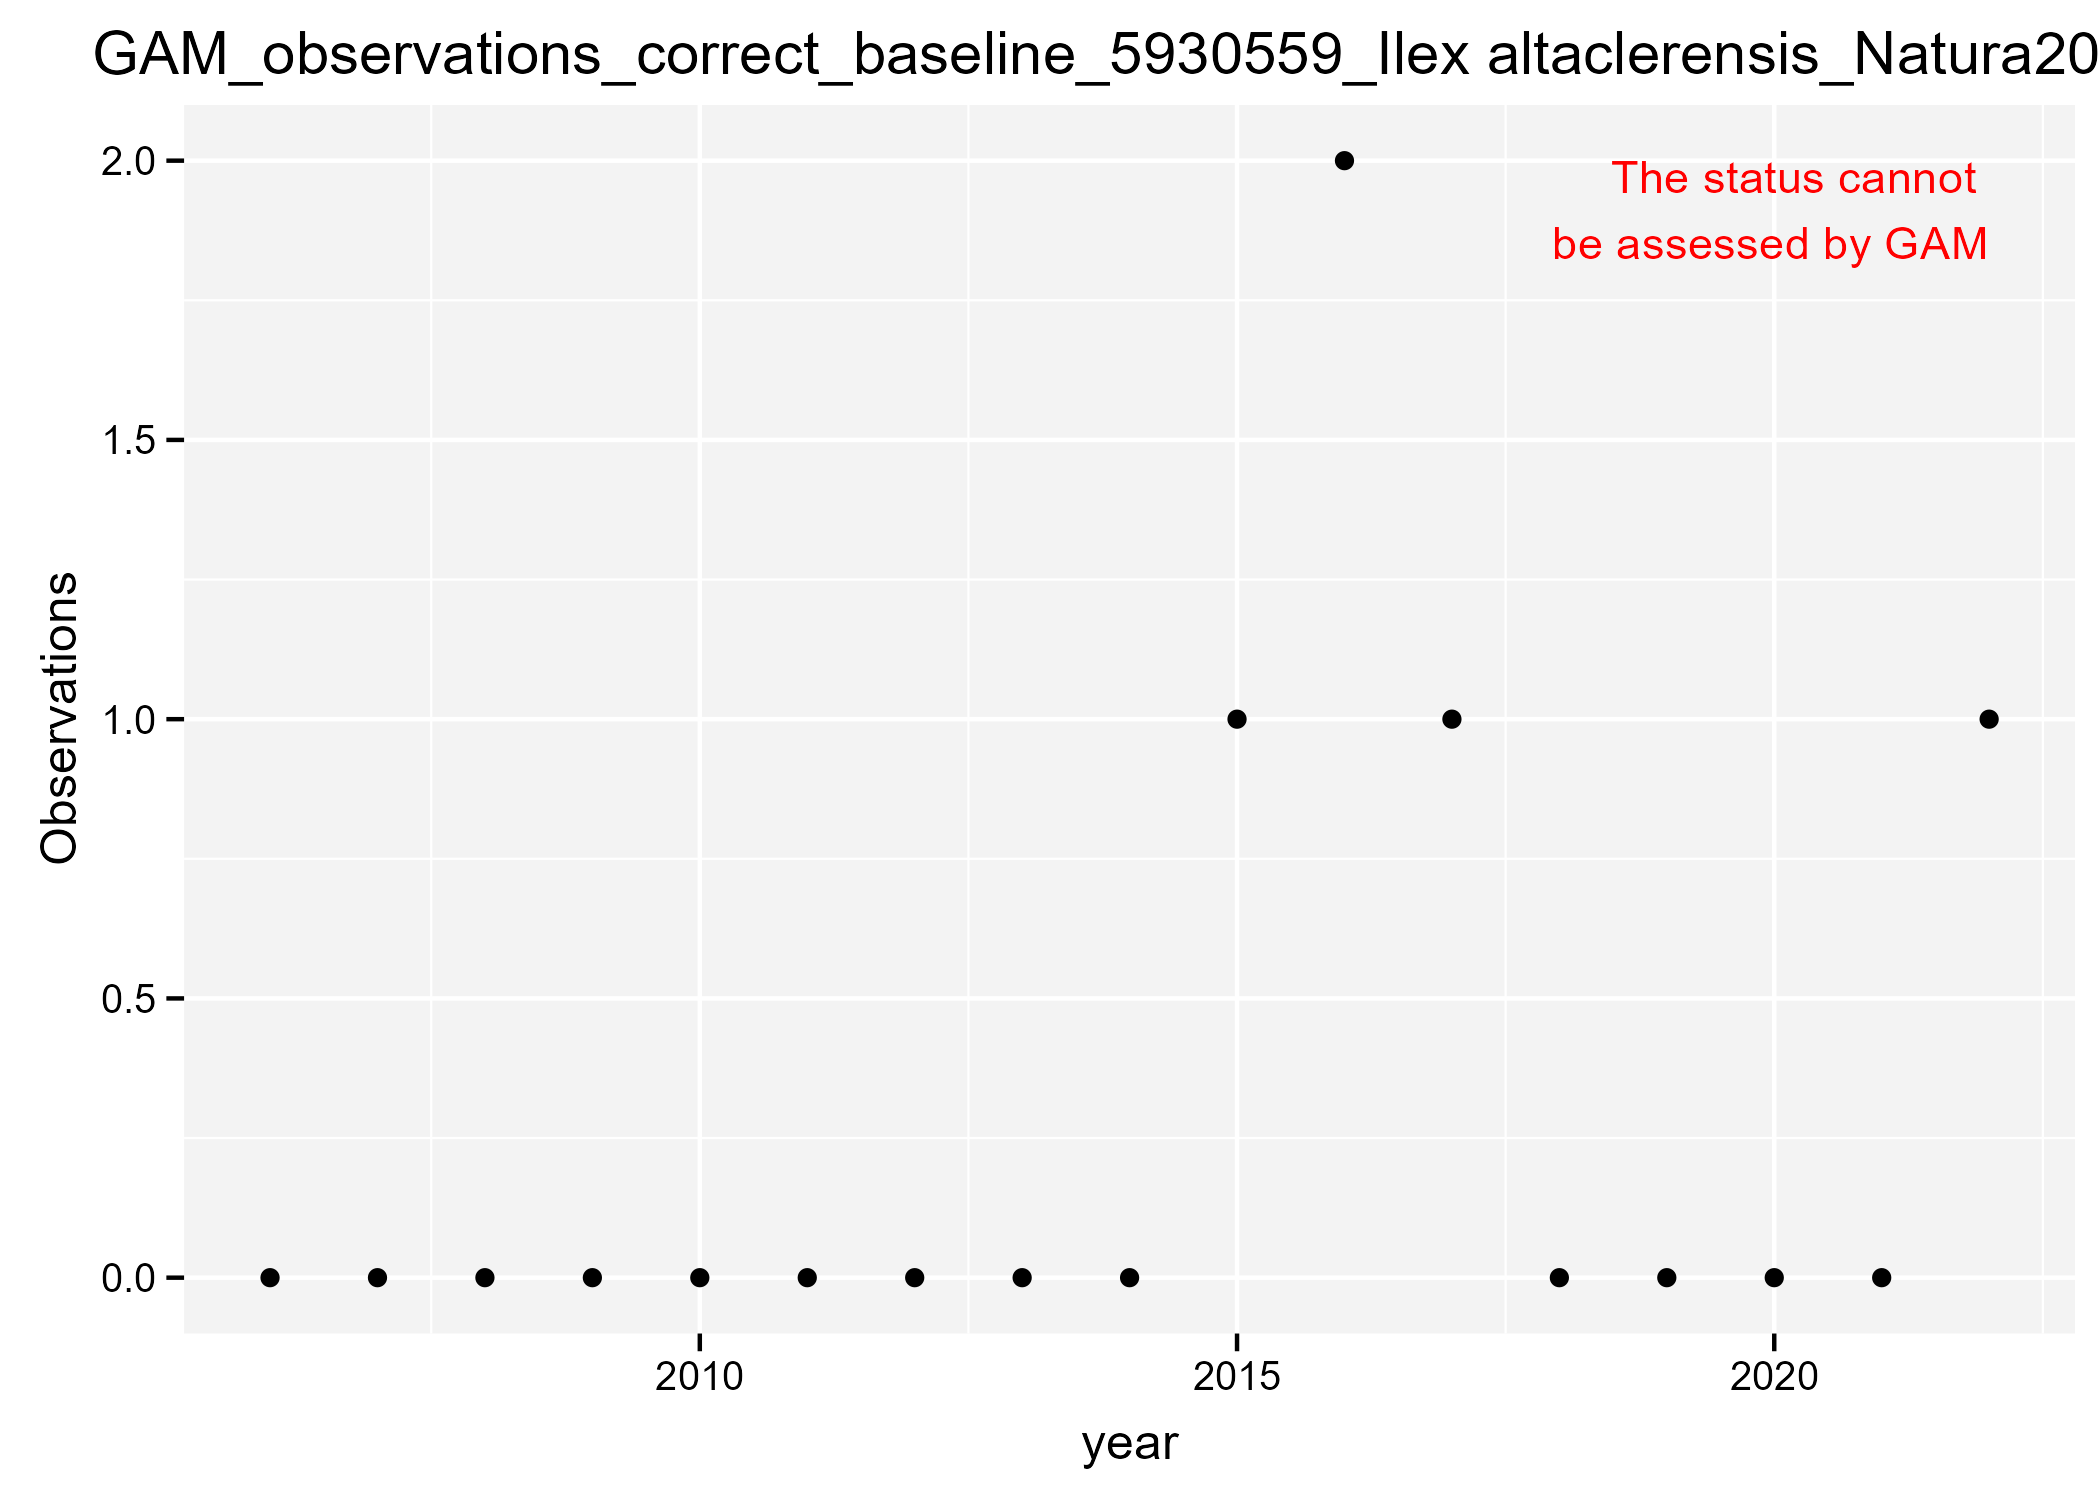 GAM_observations_correct_baseline_5930559_Ilex altaclerensis_Natura20
2.0
The status cannot
be assessed by GAM
1.5
1.0
0.5
0.0
Observations
2010 2015 2020
year